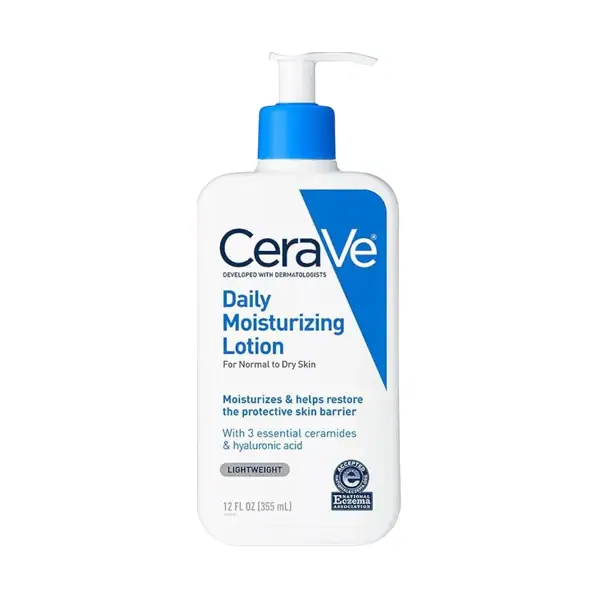 CeraVe®
DEVELOPED WITH DERMATOLOGISTS
Daily
Moisturizing
Lotion
For Normal to Dry Skin
Moisturizes & helps restore
the protective skin barrier
With 3 essential ceramides
& hyaluronic acid
LIGHTWEIGHT
ACCEPTED
e
NATIONAL
Eczema
ASSOCIATION
12 FL OZ (355 mL)